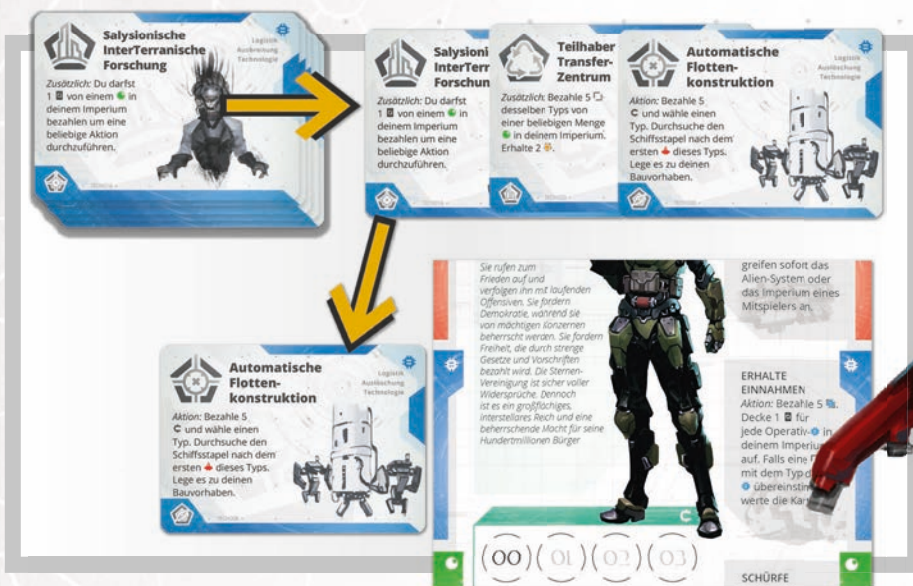 Salysionische
InterTerranische
Forschung
Logistik
Ausbreitung
Technologie
Zusätzlich: Du darfst
1 von einem in
deinem Imperium
bezahlen um eine
beliebige Aktion
durchzuführen.
Salysioni
InterTerr
Forschun
Zusätzlich: Du darfst
1 von einem in
deinem Imperium
bezahlen um eine
beliebige Aktion
durchzuführen.
Teilhaber
Transfer-
Zentrum
Zusätzlich: Bezahle 5
desselben Typs von
einer beliebigen Menge
in deinem Imperium.
Erhalte 2
Automatische
Flotten-
konstruktion
Logistik
Auslöschung
Technologie
Aktion: Bezahle 5
C und wähle einen
Typ. Durchsuche den
Schiffsstapel nach dem
ersten dieses Typs.
Lege es zu deinen
Bauvorhaben.
Automatische
Flotten-
konstruktion
Logistik
Auslöschung
Technologie
Aktion: Bezahle 5
C und wähle einen
Typ. Durchsuche den
Schiffsstapel nach dem
ersten dieses Typs.
Lege es zu deinen
Bauvorhaben.
Sie rufen zum
Frieden auf und
verfolgen ihn mit laufenden
Offensiven. Sie fordern
Demokratie, während sie
von mächtigen Konzernen
beherrscht werden. Sie fordern
Freiheit, die durch strenge
Gesetze und Vorschriften
bezahlt wird. Die Sternen-
Vereinigung ist sicher voller
Widersprüche. Dennoch
ist es ein großflächiges,
interstellares Reich und eine
beherrschende Macht für seine
Hundertmillionen Bürger
greifen sofort das
Alien-System oder
das Imperium eines
Mitspielers an.
ERHALTE
EINNAHMEN
Aktion: Bezahle 5
Decke 1 für
jede Operativ- in
deinem Imperium
auf. Falls eine
mit dem Typ
übereinstim
werte die Kar
C
00 01 02 03
SCHÜRFE